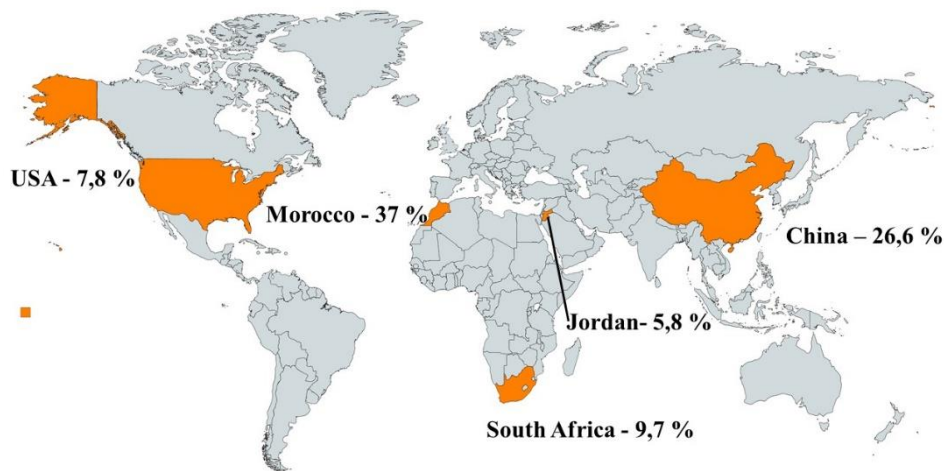 USA - 7,8 %
Morocco - 37 %
China – 26,6 %
Jordan- 5,8 %
South Africa - 9,7 %